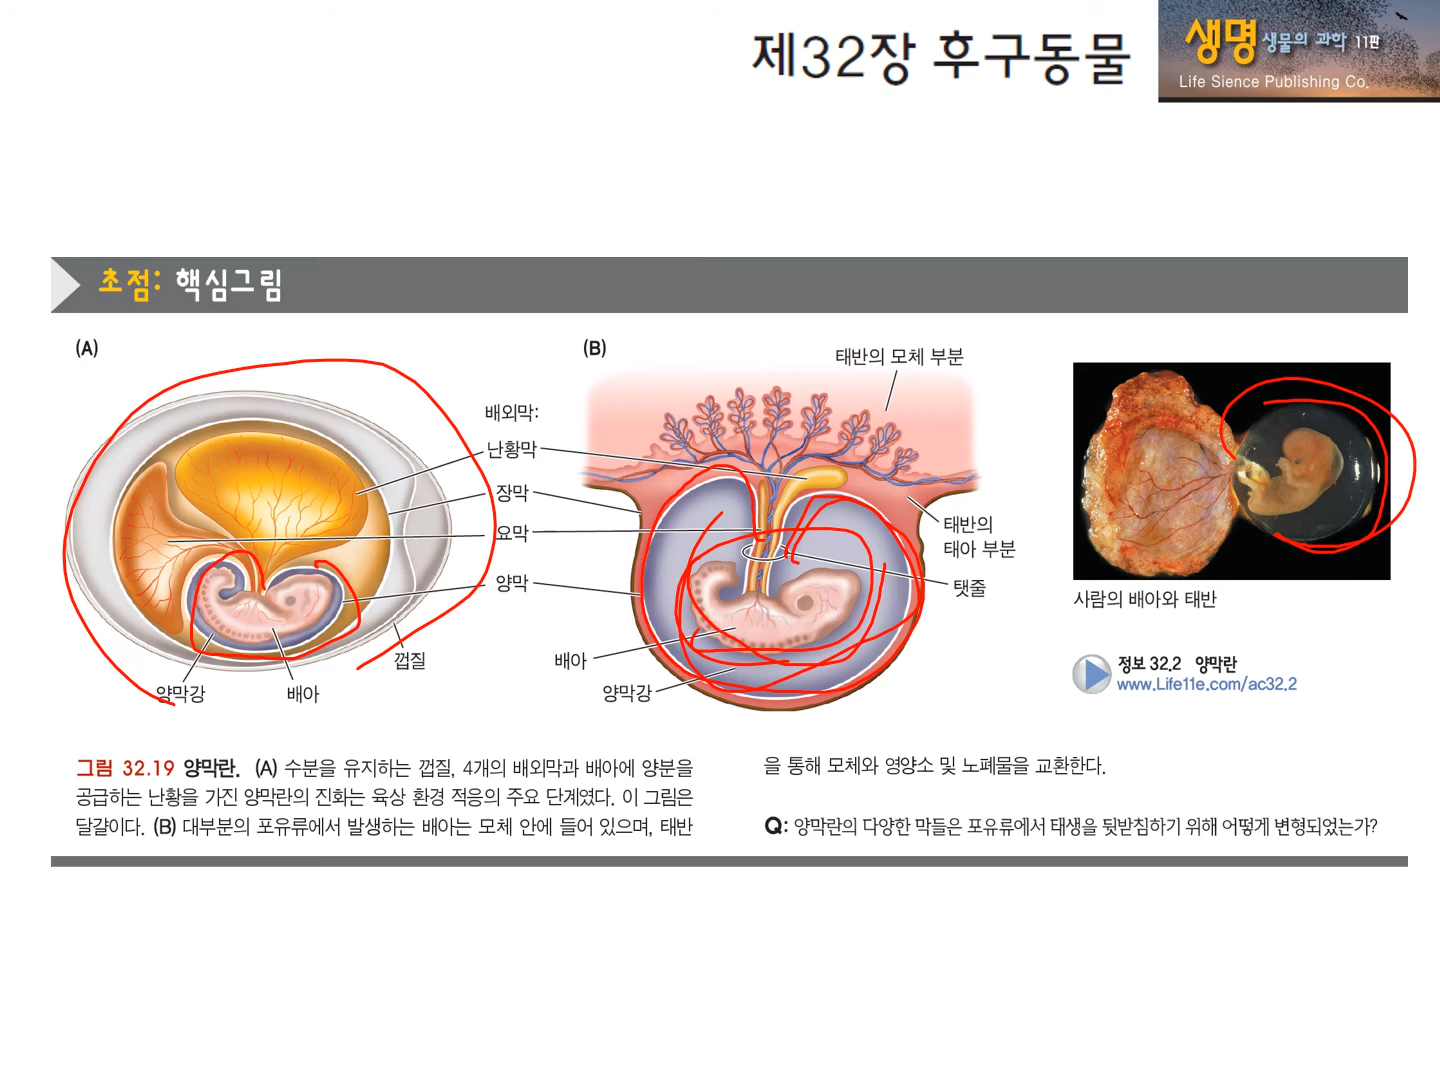 제32장 후구동물
생명 생물의 과학 11판
Life Sience Publishing Co.
초점: 핵심그림
(A)
(B)
배외막:
난황막
장막
요막
양막
껍질
양막강
배아
태반의 모체 부분
태반의
태아 부분
탯줄
배아
양막강
사람의 배아와 태반
정보 32.2 양막란
www.Life11e.com/ac32.2
그림 32.19 양막란. (A) 수분을 유지하는 껍질, 4개의 배외막과 배아에 양분을
공급하는 난황을 가진 양막란의 진화는 육상 환경 적응의 주요 단계였다. 이 그림은
달걀이다. (B) 대부분의 포유류에서 발생하는 배아는 모체 안에 들어 있으며, 태반
을 통해 모체와 영양소 및 노폐물을 교환한다.
Q: 양막란의 다양한 막들은 포유류에서 태생을 뒷받침하기 위해 어떻게 변형되었는가?